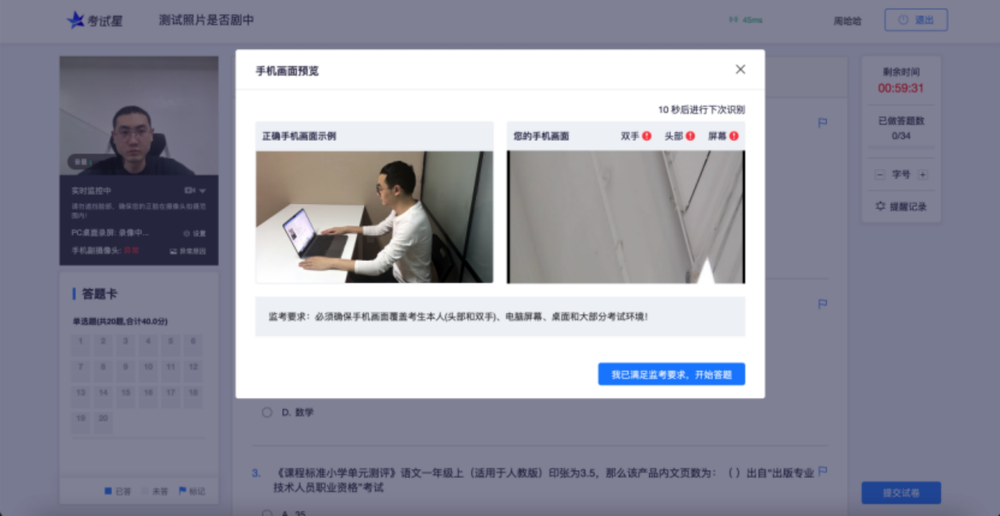 考试星
测试照片是否剧中
45ms
周哈哈
退出
手机画面预览
10 秒后进行下次识别
正确手机画面示例
您的手机画面 双手 头部 屏幕
监考要求：必须确保手机画面覆盖考生本人(头部和双手)、电脑屏幕、桌面和大部分考试环境！
我已满足监考要求，开始答题
音量
实时监控中
请勿遮挡脸部，确保您的正脸在摄像头拍摄范
围内！
PC桌面录屏: 录像中... 设置
手机副摄像头: 异常 异常原因
答题卡
单选题(共20题,合计40.0分)
1 2 3 4 5 6
7 8 9 10 11 12
13 14 15 16 17 18
19 20
已答 未答 标记
D. 数学
3. 《课程标准小学单元测评》语文一年级上（适用于人教版）印张为3.5，那么该产品内文页数为：（ ）出自"出版专业
技术人员职业资格"考试
A. 35
剩余时间
00:59:31
已做答题数
0/34
字号
提醒记录
提交试卷